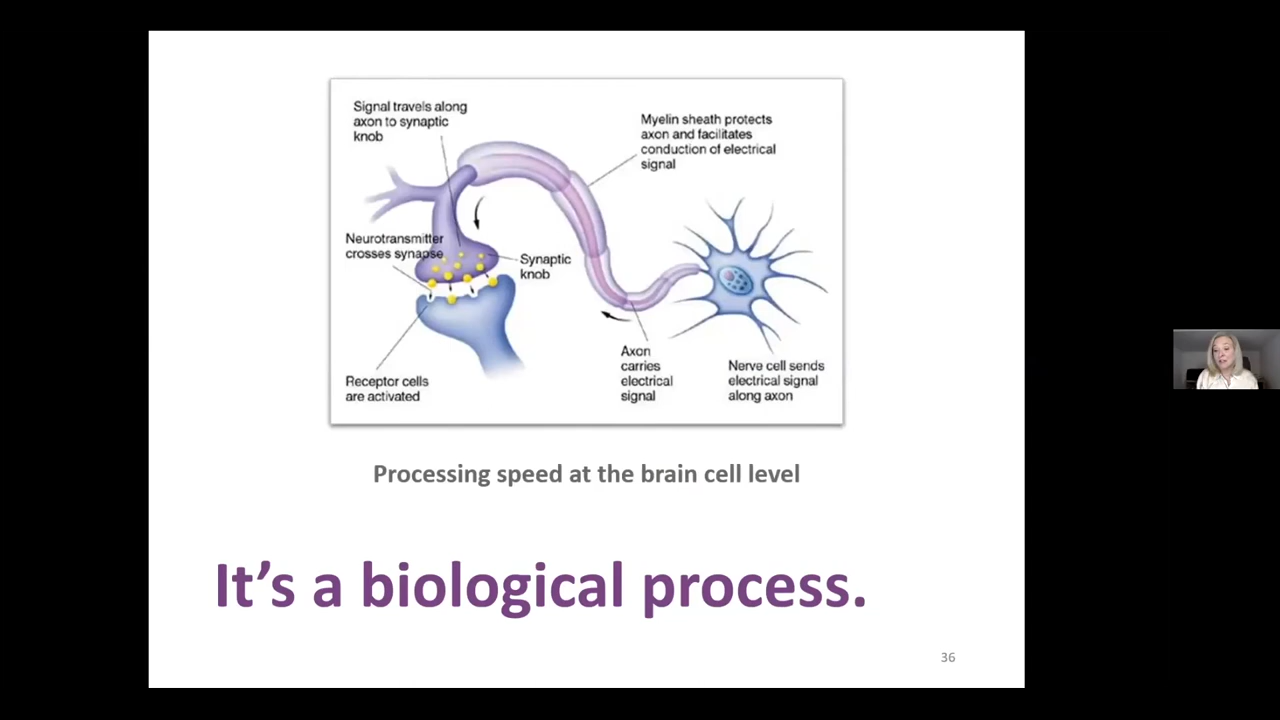 Signal travels along
axon to synaptic
knob
Myelin sheath protects
axon and facilitates
conduction of electrical
signal
Neurotransmitter
crosses synapse
Synaptic
knob
Receptor cells
are activated
Axon
carries
electrical
signal
Nerve cell sends
electrical signal
along axon
Processing speed at the brain cell level
It’s a biological process.
36